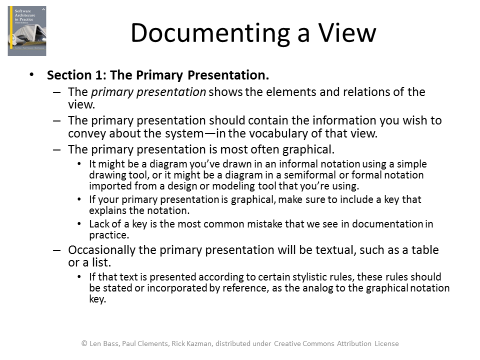 Software
Architecture
in Practice
Documenting a View
• Section 1: The Primary Presentation.
– The primary presentation shows the elements and relations of the
view.
– The primary presentation should contain the information you wish to
convey about the system—in the vocabulary of that view.
– The primary presentation is most often graphical.
• It might be a diagram you've drawn in an informal notation using a simple
drawing tool, or it might be a diagram in a semiformal or formal notation
imported from a design or modeling tool that you're using.
• If your primary presentation is graphical, make sure to include a key that
explains the notation.
• Lack of a key is the most common mistake that we see in documentation in
practice.
– Occasionally the primary presentation will be textual, such as a table
or a list.
• If that text is presented according to certain stylistic rules, these rules should
be stated or incorporated by reference, as the analog to the graphical notation
key.
© Len Bass, Paul Clements, Rick Kazman, distributed under Creative Commons Attribution License